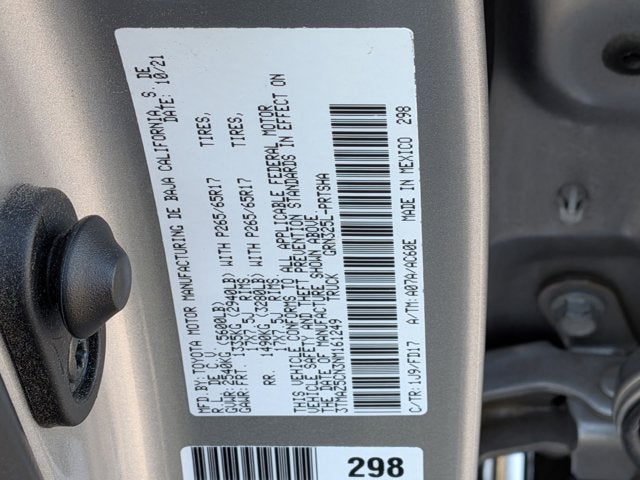 MFD.BY:TOYOTA MOTOR MANUFACTURING DE BAJA CALIFORNIA, S. DE
R.L. DE C.V. DATE: 10/21
GVWR:2540KG (5600LB)
GAWR:FRT. 1335KG (2940LB) WITH P265/65R17 TIRES,
17X7.5J RIMS
RR. 1490KG (3280LB) WITH P265/65R17 TIRES,
17X7.5J RIMS
THIS VEHICLE CONFORMS TO ALL APPLICABLE FEDERAL MOTOR
VEHICLE SAFETY AND THEFT PREVENTION STANDARDS IN EFFECT ON
THE DATE OF MANUFACTURE SHOWN ABOVE.
3TMAZ5CN3NM161249 TRUCK GRN325L-PRTSHA
298
C/TR:1J9/FD17 A/TM:A07A/AC60E MADE IN MEXICO
298